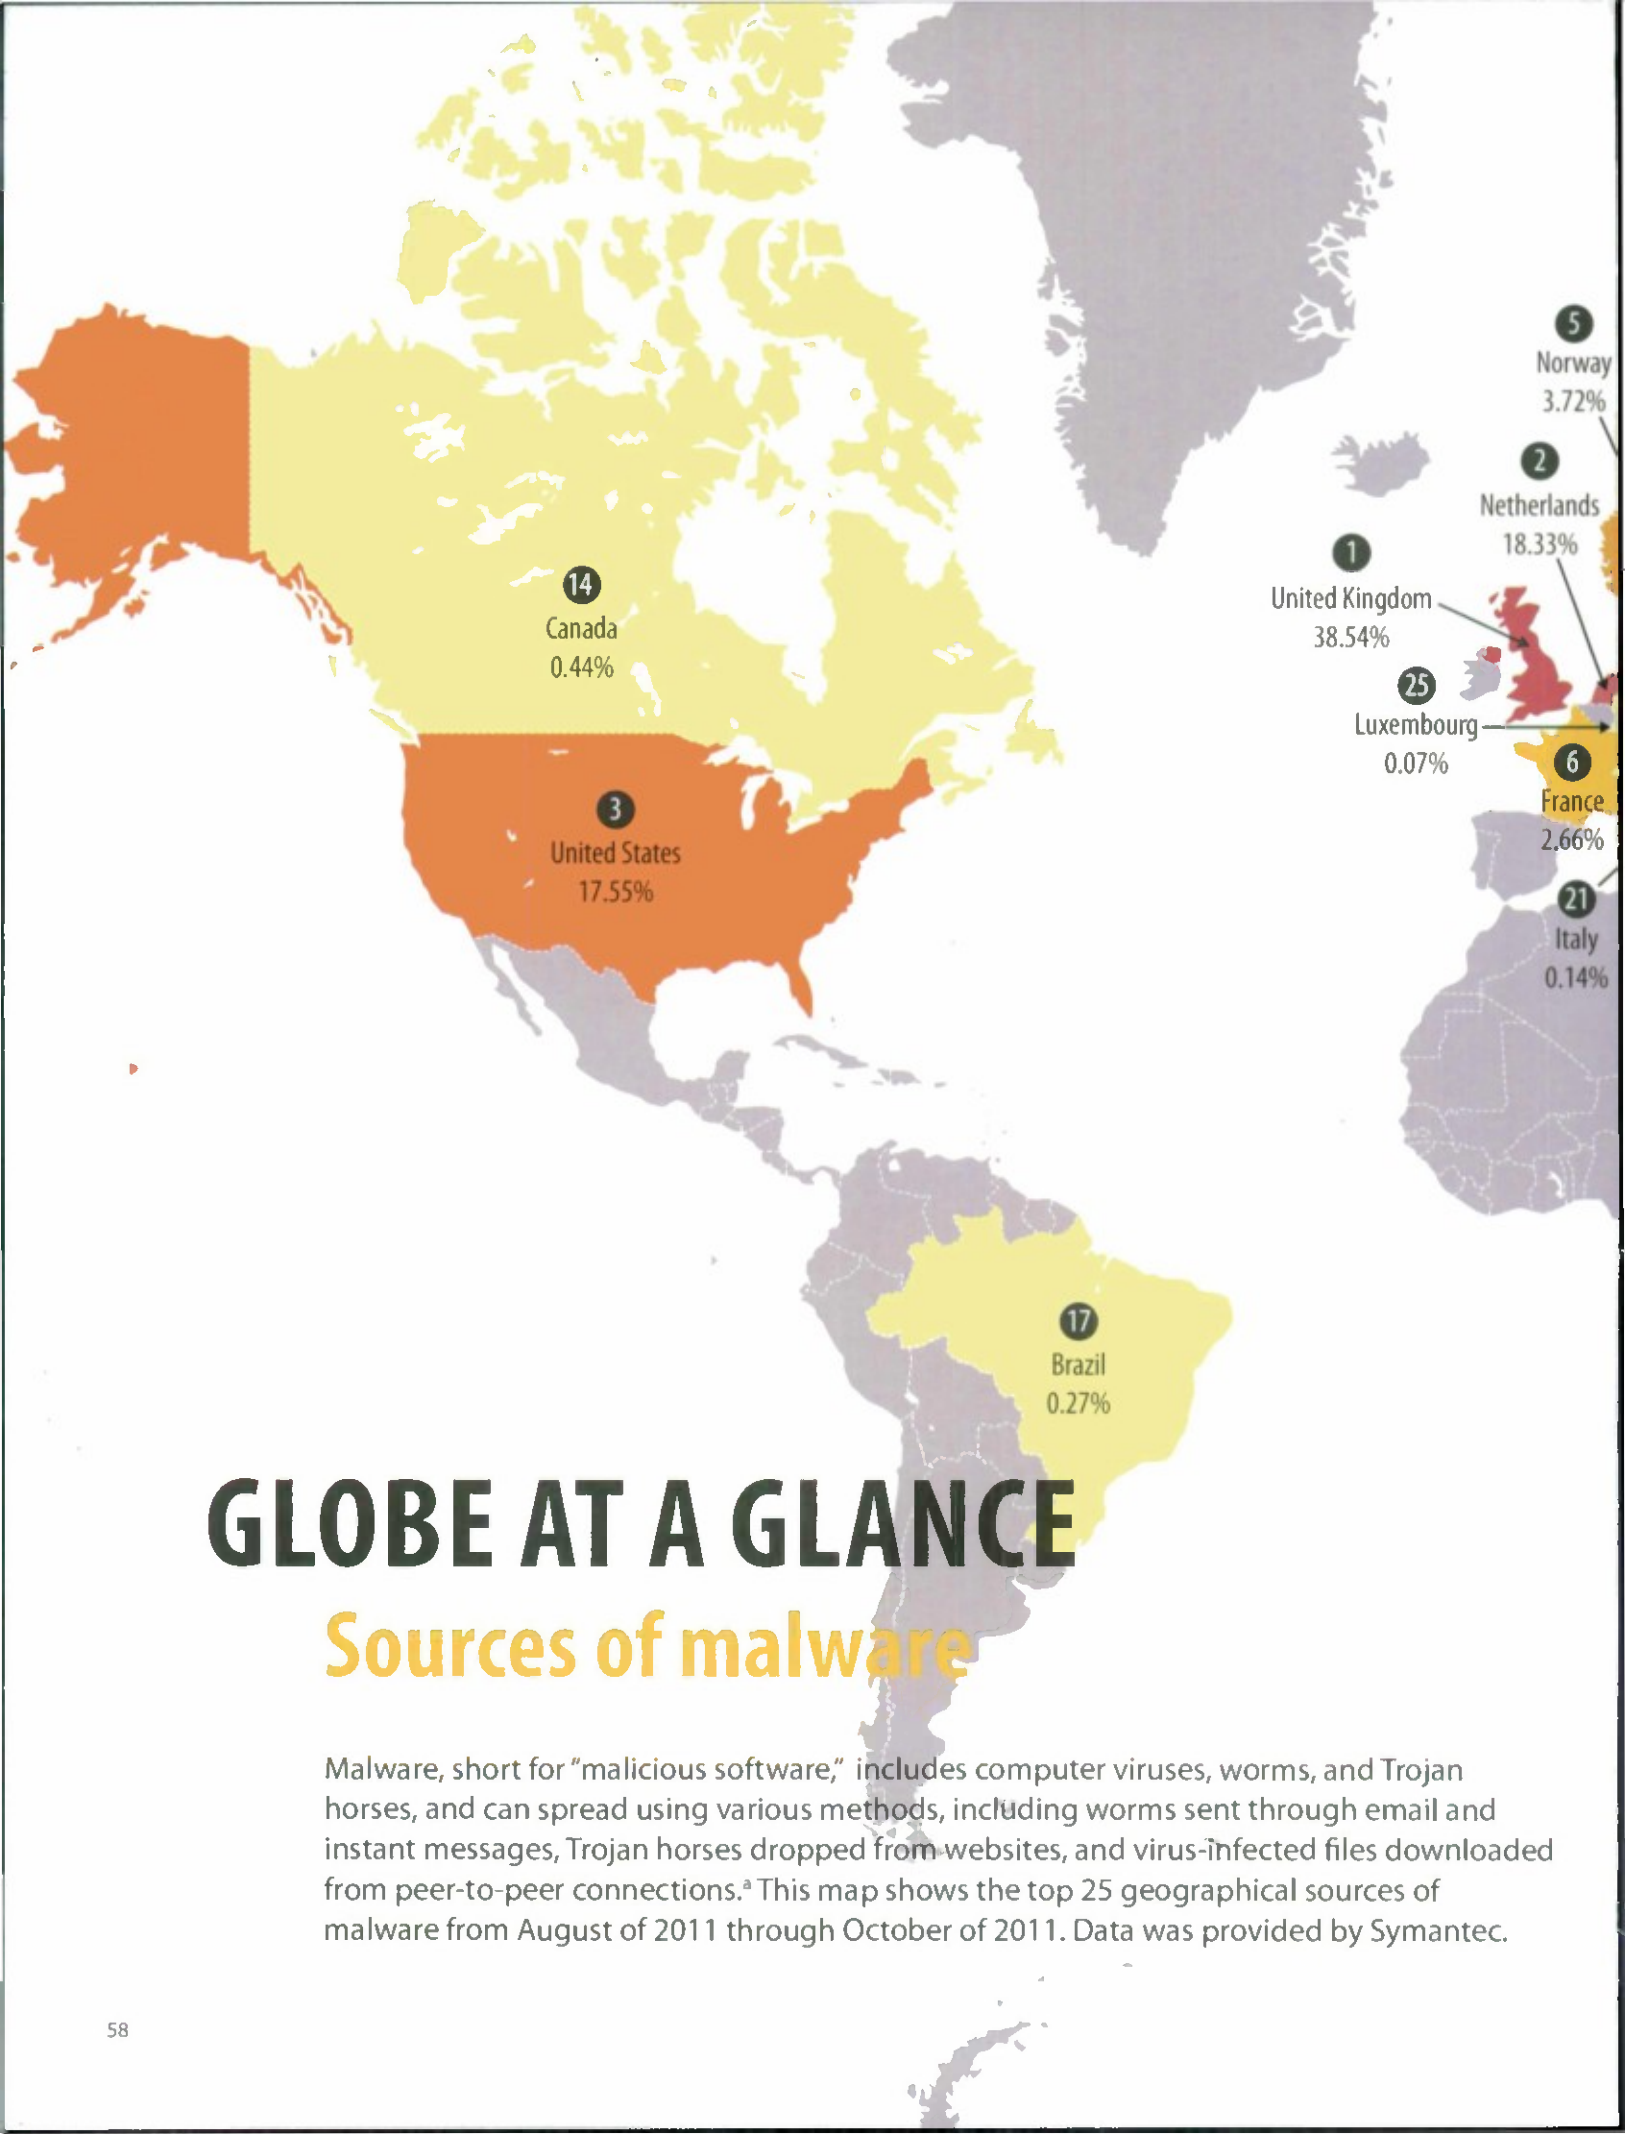 5
Norway
3.72%
2
Netherlands
18.33%
1
United Kingdom
38.54%
14
Canada
0.44%
25
Luxembourg
0.07%
6
France
2.66%
3
United States
17.55%
21
Italy
0.14%
17
Brazil
0.27%
GLOBE AT A GLANCE
Sources of malware
Malware, short for "malicious software," includes computer viruses, worms, and Trojan
horses, and can spread using various methods, including worms sent through email and
instant messages, Trojan horses dropped from websites, and virus-infected files downloaded
from peer-to-peer connections.ª This map shows the top 25 geographical sources of
malware from August of 2011 through October of 2011. Data was provided by Symantec.
58